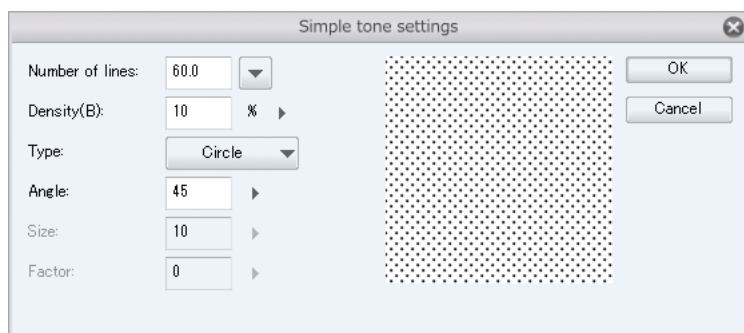 Simple tone settings
Number of lines: 60.0
OK
Density(B): 10 %
Cancel
Type: Circle
Angle: 45
Size: 10
Factor: 0